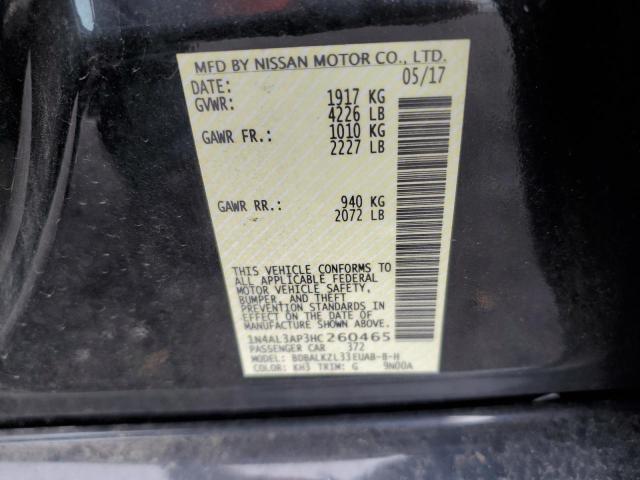 MFD BY NISSAN MOTOR CO., LTD.
DATE: 05/17
GVWR: 1917 KG
4226 LB
GAWR FR.: 1010 KG
2227 LB
GAWR RR.: 940 KG
2072 LB
THIS VEHICLE CONFORMS TO
ALL APPLICABLE FEDERAL
MOTOR VEHICLE SAFETY,
BUMPER, AND THEFT
PREVENTION STANDARDS IN
EFFECT ON THE DATE OF
MANUFACTURE SHOWN ABOVE.
1N4AL3AP3HC260465
PASSENGER CAR 372
MODEL: BDBALKZL33EUAB-B-H
COLOR: KH3 TRIM: G 9N00A